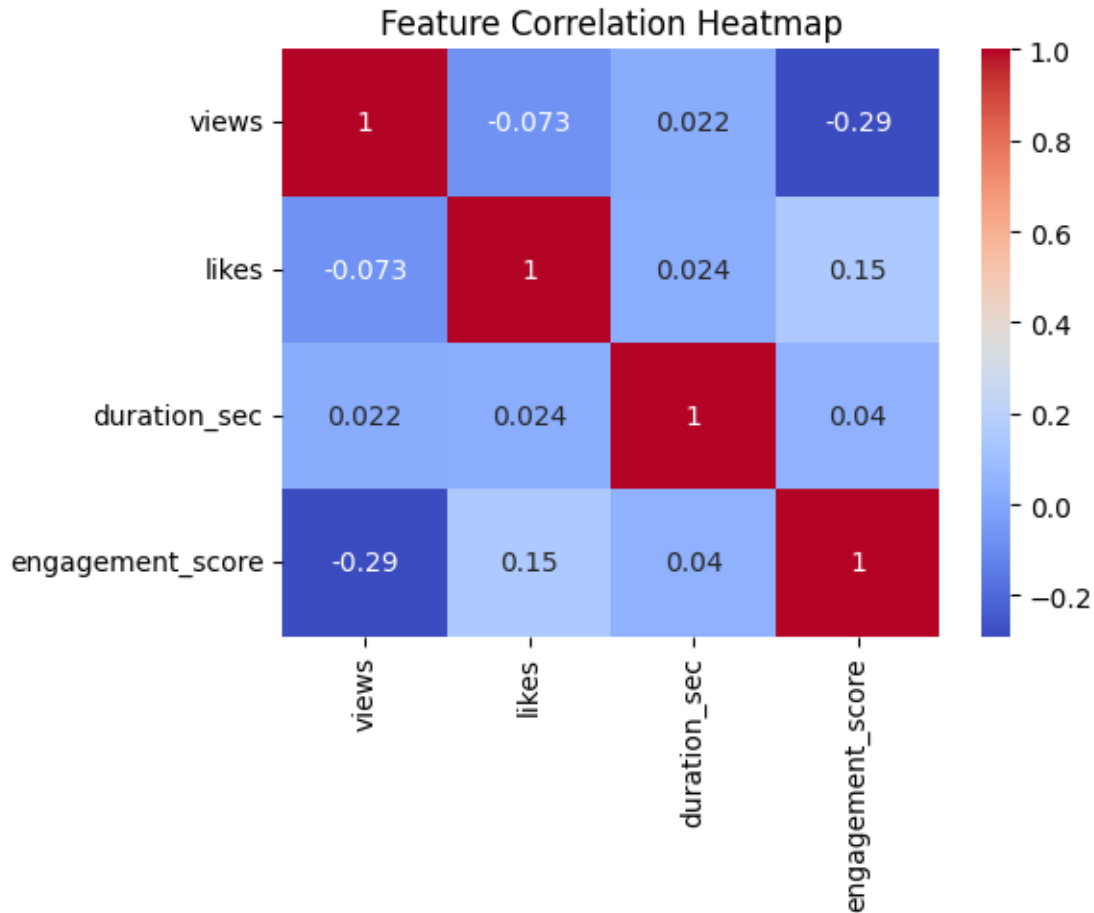 Feature Correlation Heatmap
views 1 -0.073 0.022 -0.29
likes -0.073 1 0.024 0.15
duration_sec 0.022 0.024 1 0.04
engagement_score -0.29 0.15 0.04 1
views likes duration_sec engagement_score
1.0
0.8
0.6
0.4
0.2
0.0
−0.2